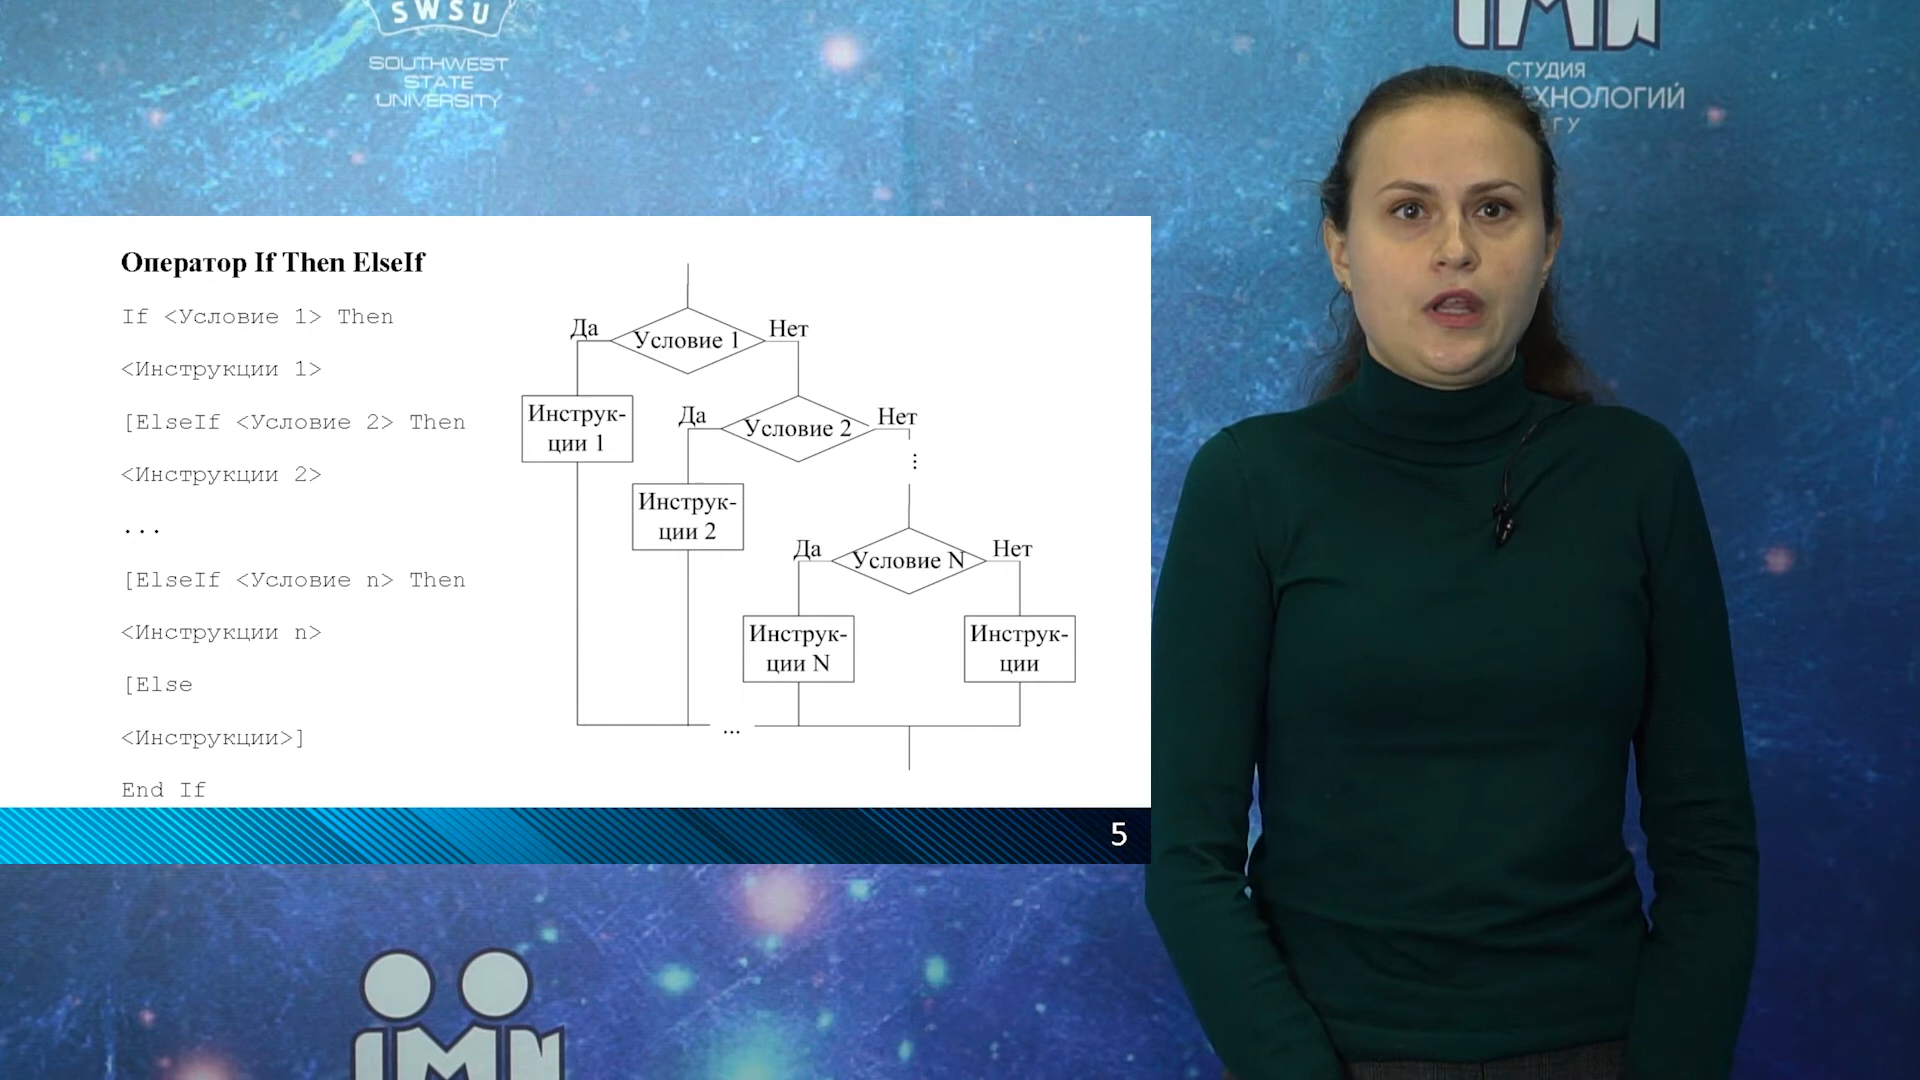 SWSU
SOUTHWEST
STATE
UNIVERSITY
СТУДИЯ
ХНОЛОГИЙ
ГУ
Оператор If Then ElseIf
If <Условие 1> Then
<Инструкции 1>
[ElseIf <Условие 2> Then
<Инструкции 2>
...
[ElseIf <Условие n> Then
<Инструкции n>
[Else
<Инструкции>]
End If
Да
Условие 1
Нет
Инструк-
ции 1
Да
Условие 2
Нет
...
Инструк-
ции 2
Да
Условие N
Нет
Инструк-
ции N
Инструк-
ции
...
5